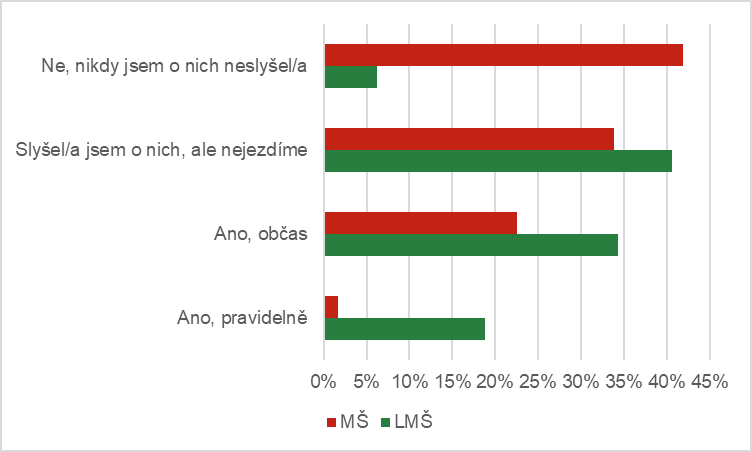 Ne, nikdy jsem o nich neslyšel/a
Slyšel/a jsem o nich, ale nejezdíme
Ano, občas
Ano, pravidelně
0% 5% 10% 15% 20% 25% 30% 35% 40% 45%
MŠ LMŠ